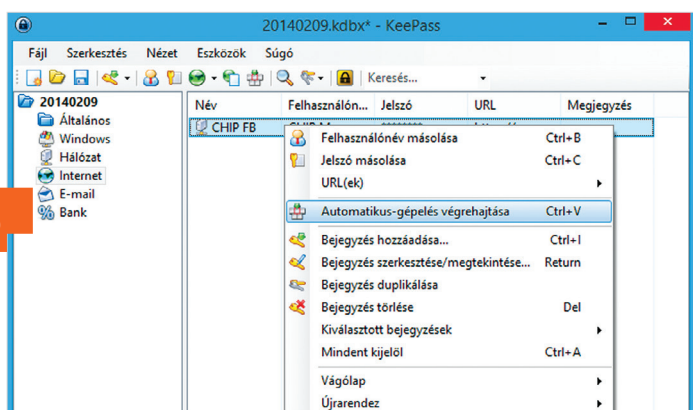 20140209.kdbx* - KeePass
Fájl Szerkesztés Nézet Eszközök Súgó
Keresés...
20140209
Általános
Windows
Hálózat
Internet
E-mail
Bank
Név Felhasználón... Jelszó URL Megjegyzés
CHIP FB
Felhasználónév másolása Ctrl+B
Jelszó másolása Ctrl+C
URL(ek)
Automatikus-gépelés végrehajtása Ctrl+V
Bejegyzés hozzáadása... Ctrl+I
Bejegyzés szerkesztése/megtekintése... Return
Bejegyzés duplikálása
Bejegyzés törlése Del
Kiválasztott bejegyzések
Mindent kijelöl Ctrl+A
Vágólap
Újrarendez